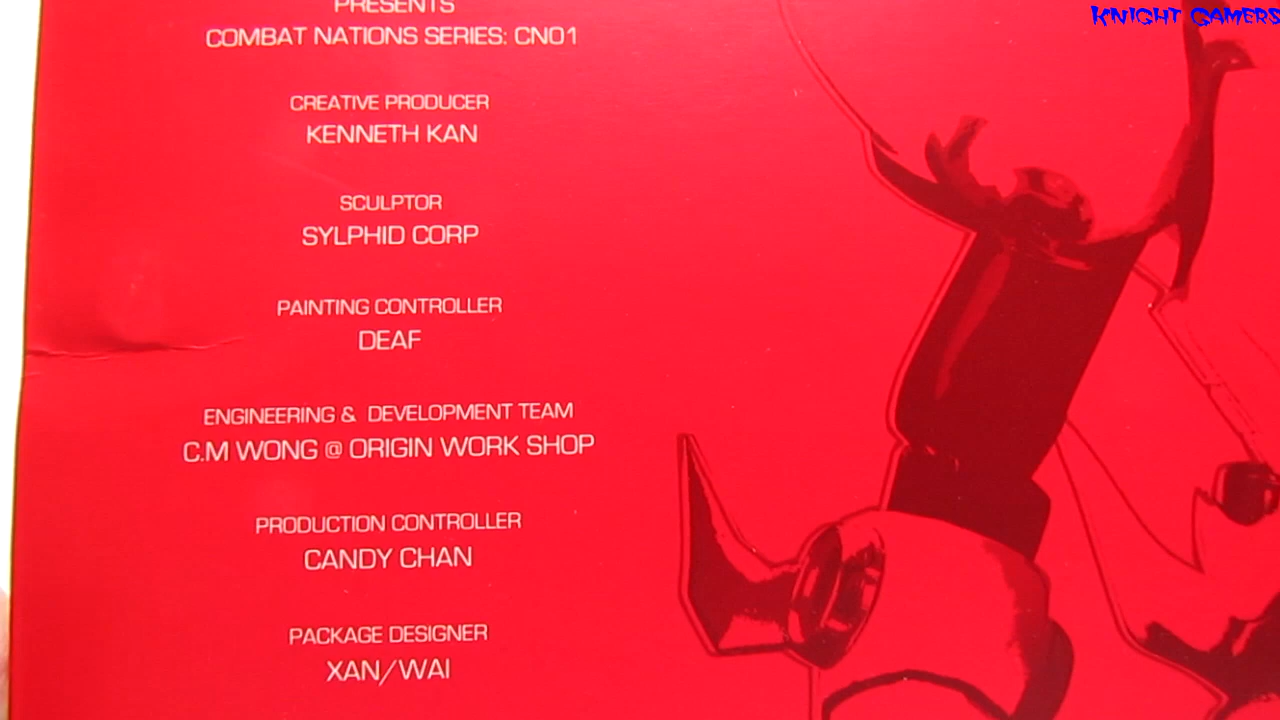 KNIGHT GAMERS
PRESENTS
COMBAT NATIONS SERIES: CN01
CREATIVE PRODUCER
KENNETH KAN
SCULPTOR
SYLPHID CORP
PAINTING CONTROLLER
DEAF
ENGINEERING & DEVELOPMENT TEAM
C.M WONG @ ORIGIN WORK SHOP
PRODUCTION CONTROLLER
CANDY CHAN
PACKAGE DESIGNER
XAN/WAI